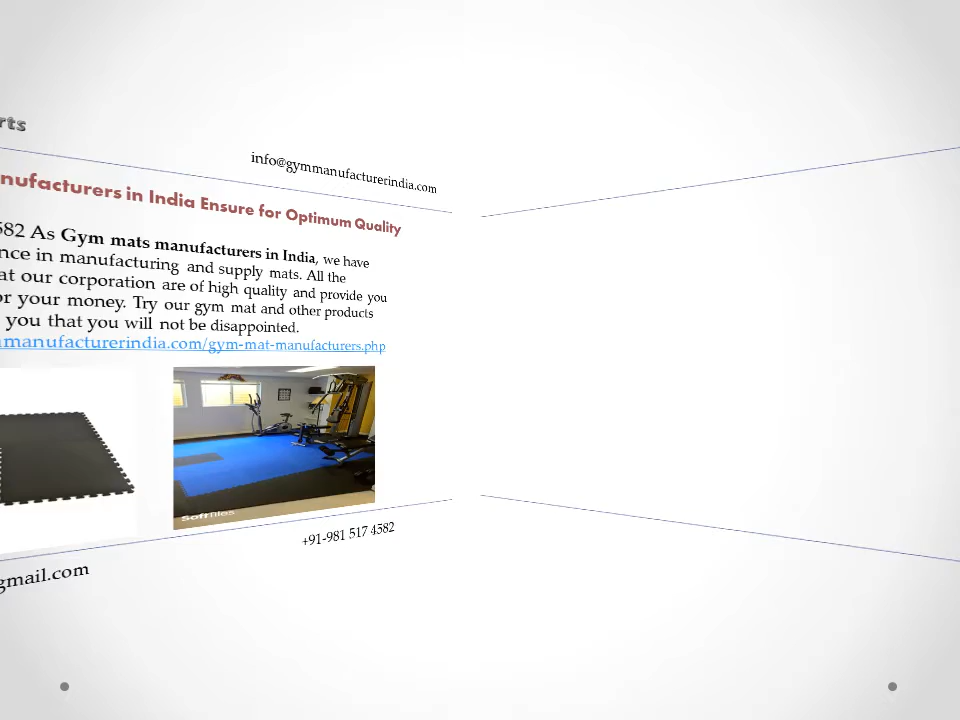 rts
info@gymmanufacturerindia.com
nufacturers in India Ensure for Optimum Quality
582 As Gym mats manufacturers in India, we have
nce in manufacturing and supply mats. All the
at our corporation are of high quality and provide you
or your money. Try our gym mat and other products
you that you will not be disappointed.
manufacturerindia.com/gym-mat-manufacturers.php
Softtiles
+91-981 517 4382
gmail.com